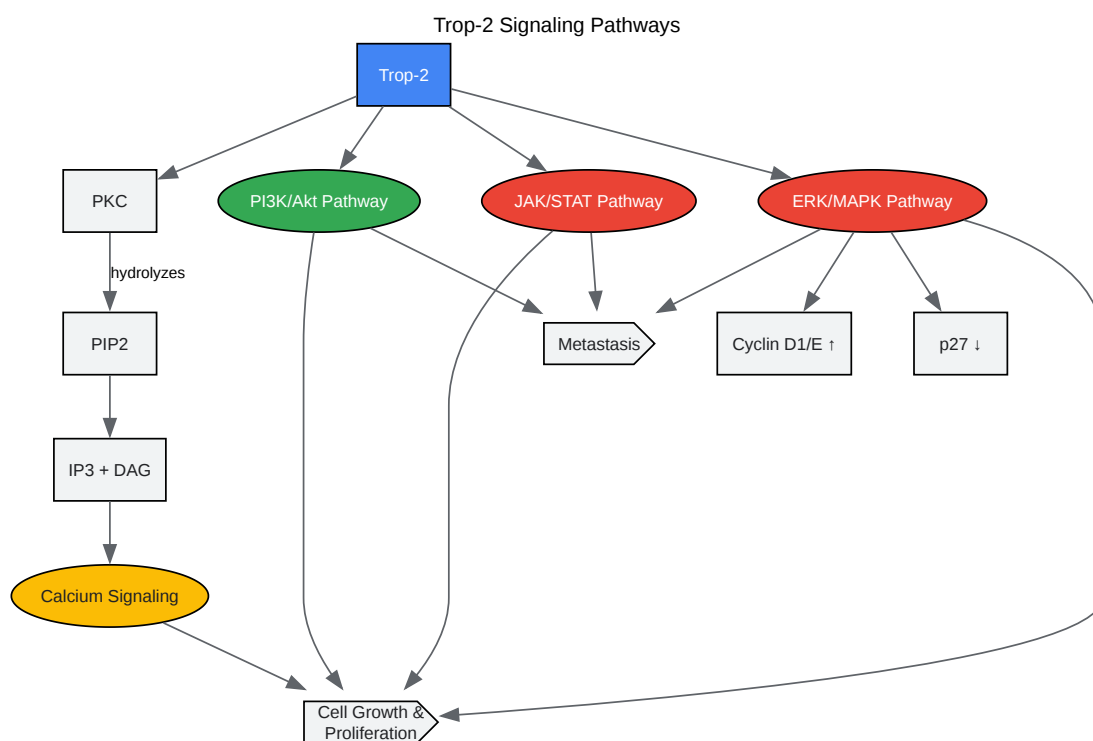 Trop-2 Signaling Pathways
Trop-2
PKC
PI3K/Akt Pathway
JAK/STAT Pathway
ERK/MAPK Pathway
hydrolyzes
PIP2
Metastasis
Cyclin D1/E ↑
p27 ↓
IP3 + DAG
Calcium Signaling
Cell Growth &
Proliferation